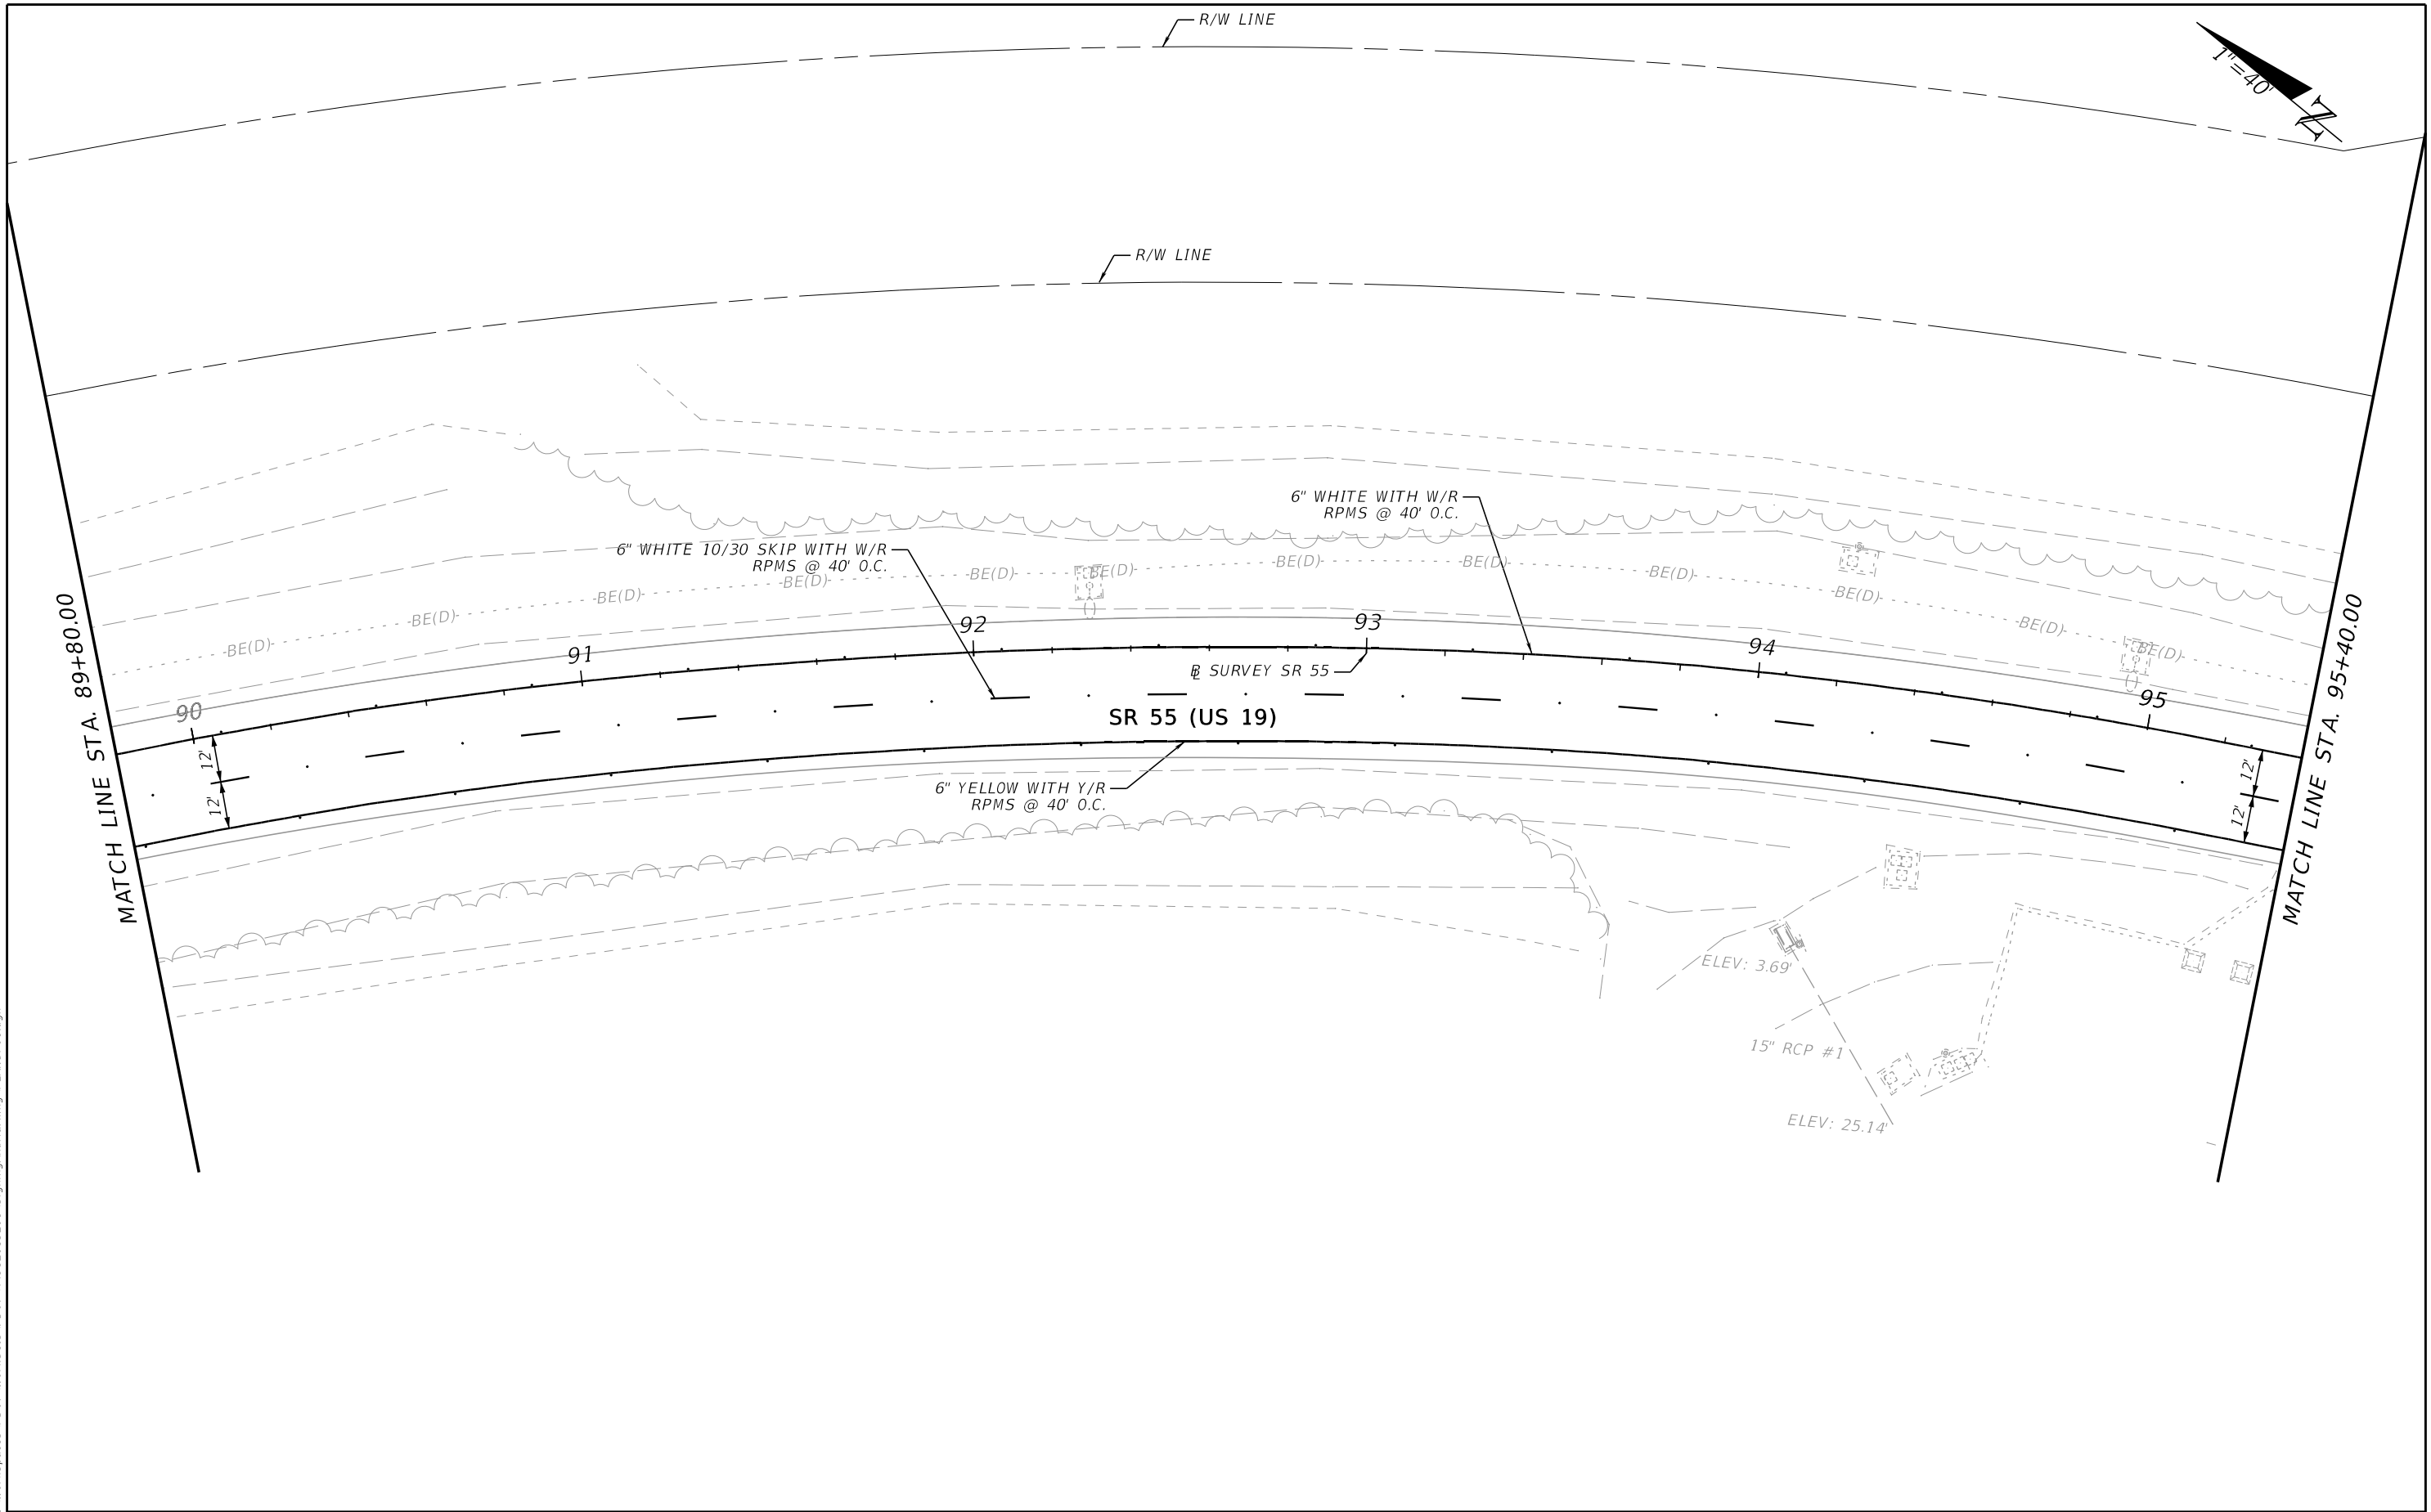 R/W LINE
1"=40'
N
R/W LINE
6" WHITE WITH W/R
RPMS @ 40' O.C.
6" WHITE 10/30 SKIP WITH W/R
RPMS @ 40' O.C.
BE(D)
BE(D)
BE(D)
BE(D)
BE(D)
BE(D)
BE(D)
BE(D)
BE(D)
BE(D)
BE(D)
BE(D)
90
91
92
93
94
95
B SURVEY SR 55
L
SR 55 (US 19)
12'
12'
12'
12'
6" YELLOW WITH Y/R
RPMS @ 40' O.C.
MATCH LINE STA. 89+80.00
MATCH LINE STA. 95+40.00
ELEV: 3.69'
15" RCP #1
ELEV: 25.14'